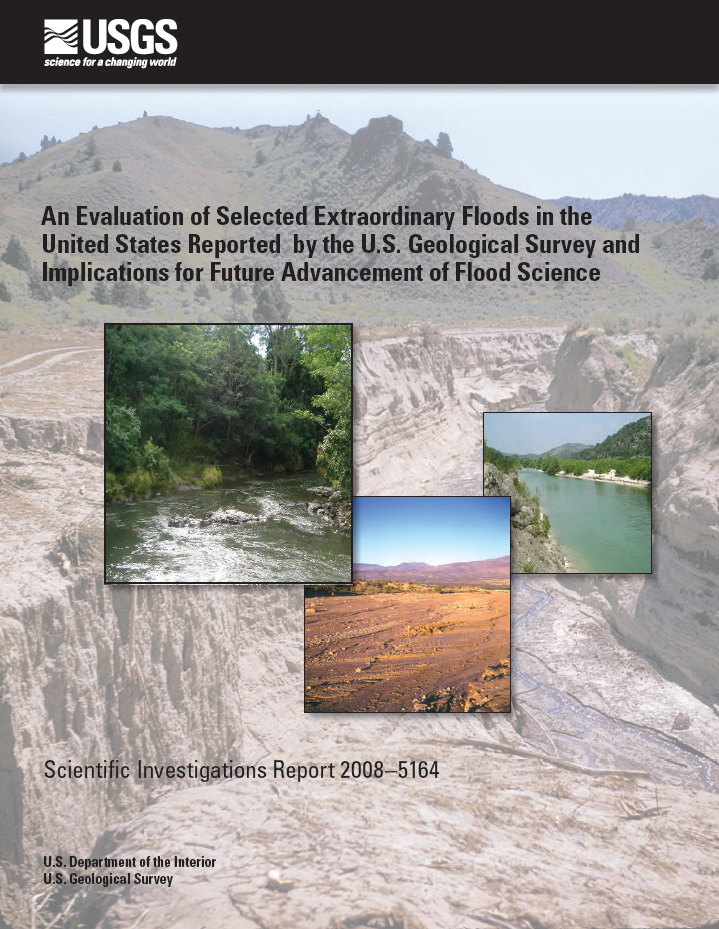 USGS
science for a changing world
An Evaluation of Selected Extraordinary Floods in the
United States Reported by the U.S. Geological Survey and
Implications for Future Advancement of Flood Science
Scientific Investigations Report 2008–5164
U.S. Department of the Interior
U.S. Geological Survey